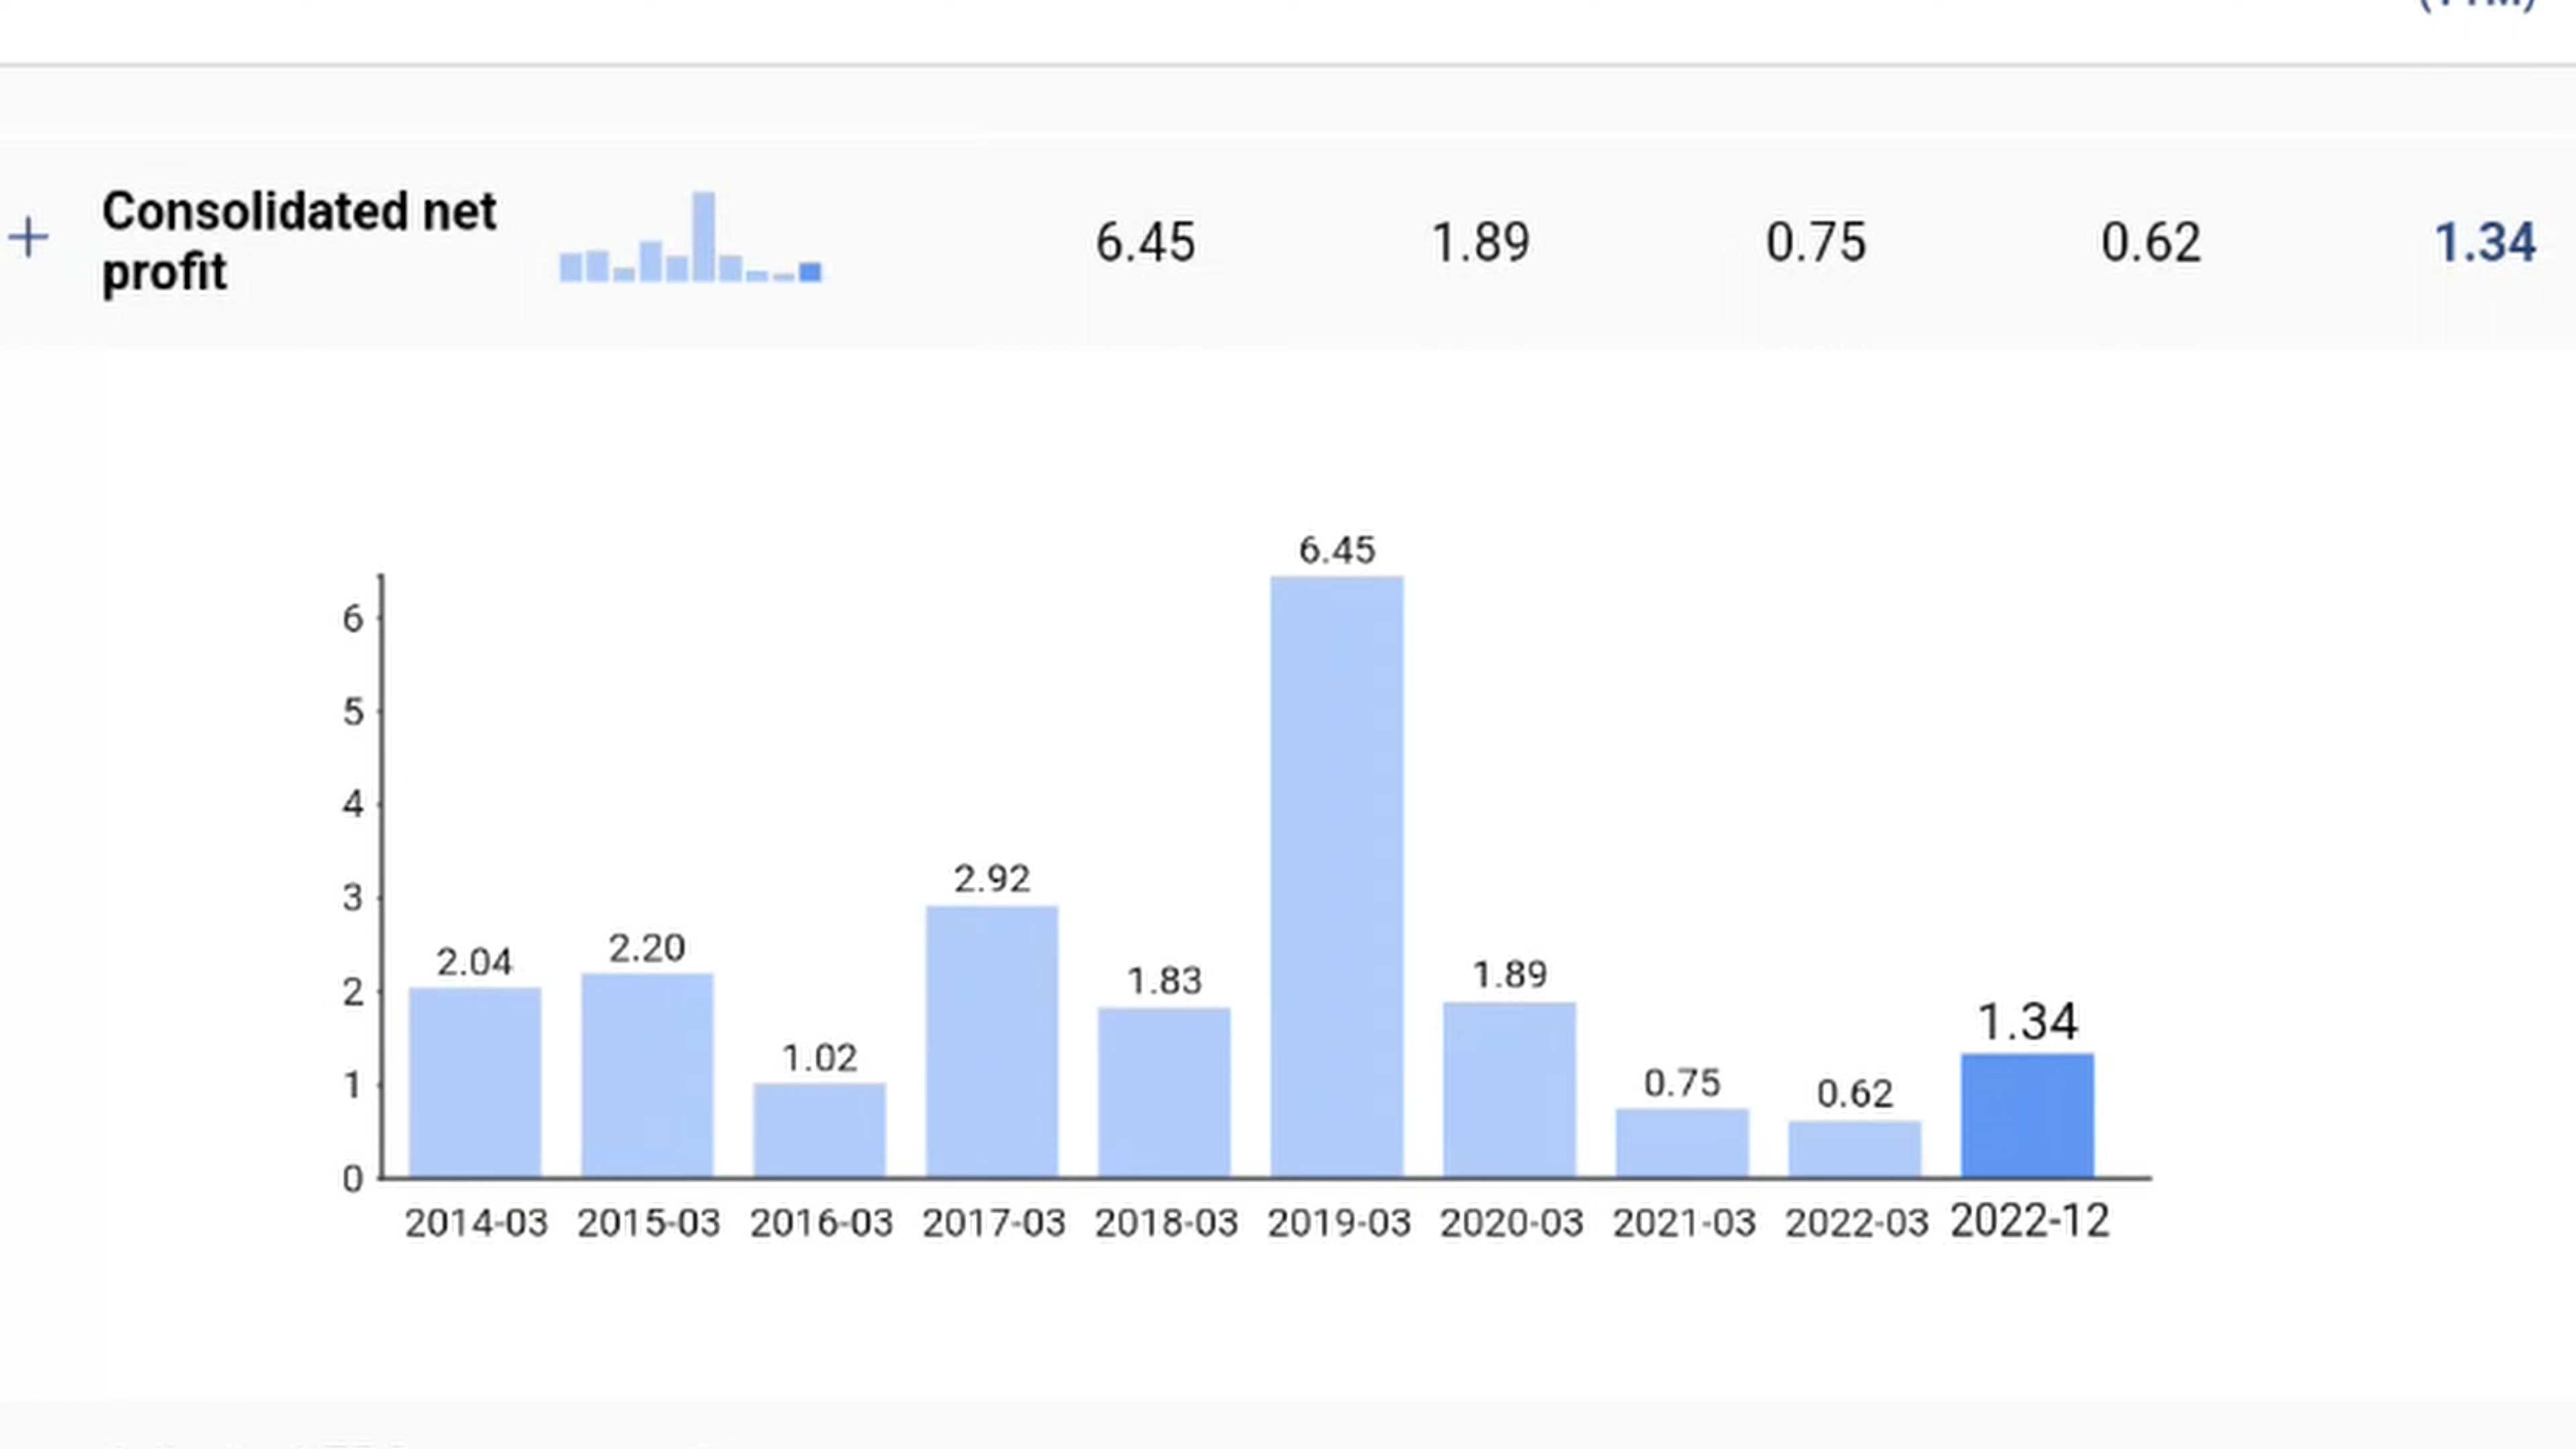 + Consolidated net 6.45 1.89 0.75 0.62 1.34
profit
6.45
6
5
4
3
2
1
0
2.04 2.20 1.02 2.92 1.83 1.89 0.75 0.62 1.34
2014-03 2015-03 2016-03 2017-03 2018-03 2019-03 2020-03 2021-03 2022-03 2022-12